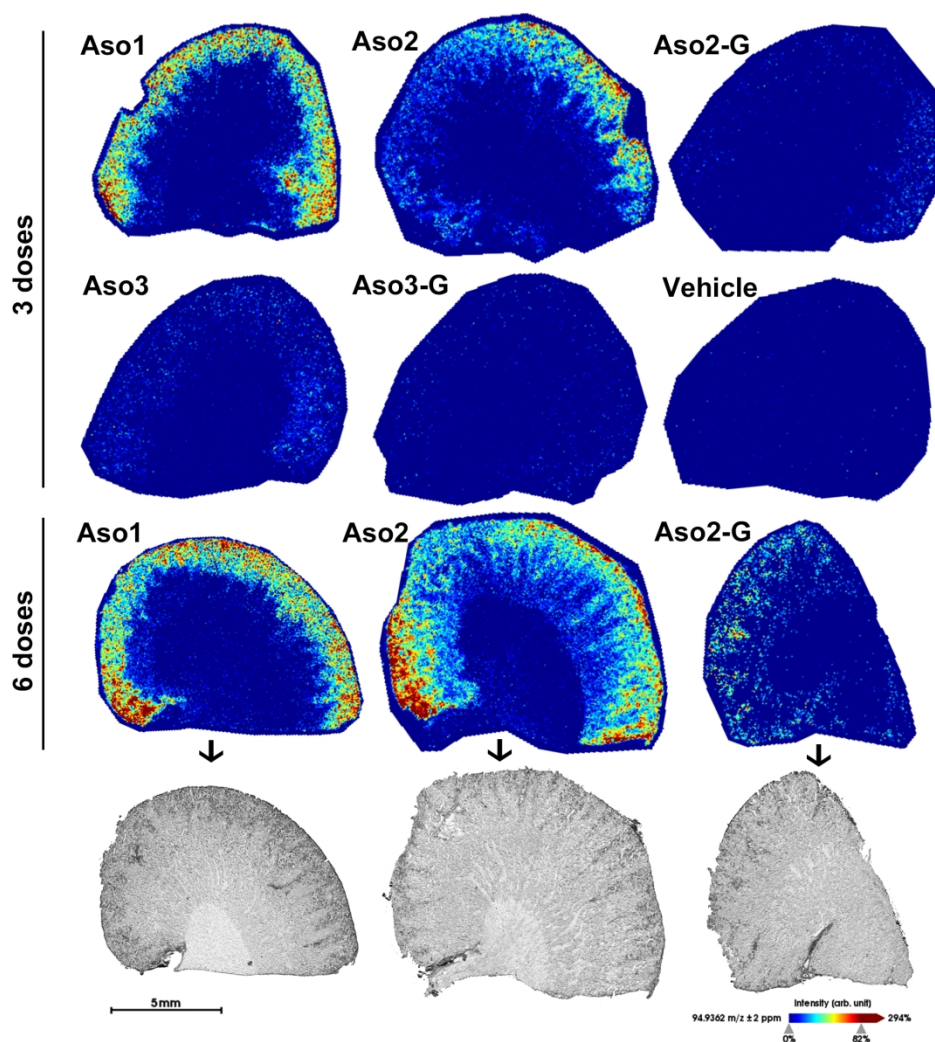 3 doses
Aso1
Aso2
Aso2-G
Aso3
Aso3-G
Vehicle
6 doses
Aso1
Aso2
Aso2-G
5mm
Intensity (arb. unit)
94.9362 m/z ±2 ppm
294%
0%
82%